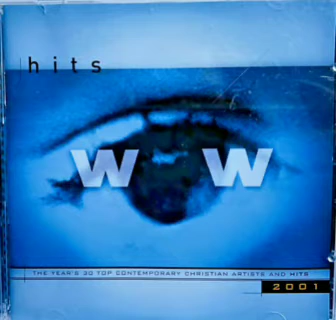 hits
W W
THE YEAR'S 30 TOP CONTEMPORARY CHRISTIAN ARTISTS AND HITS
2001